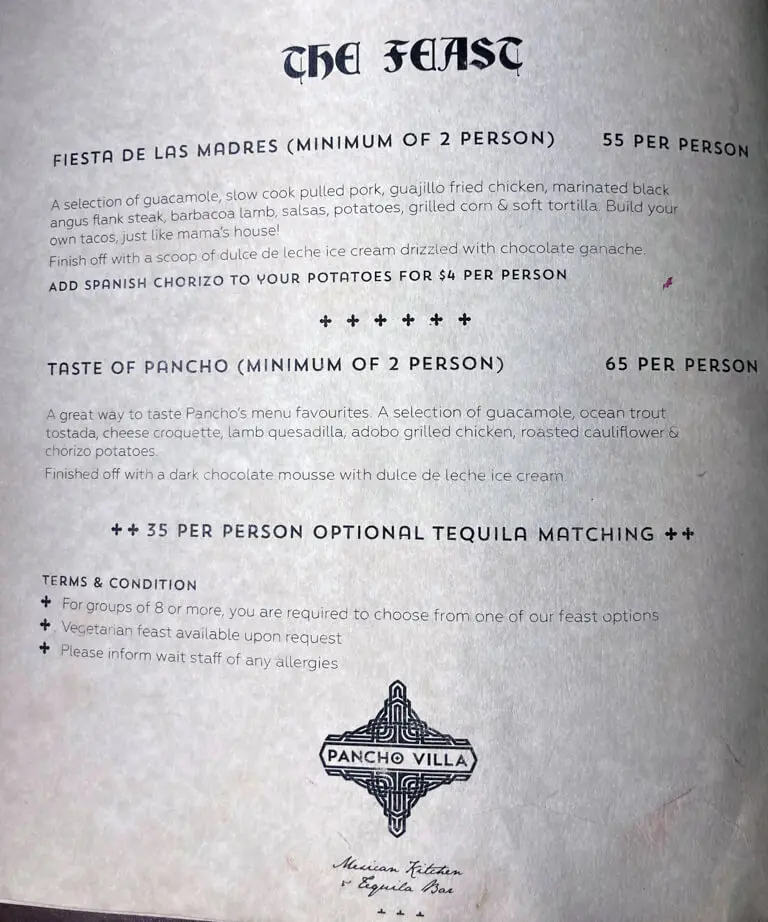 THE FEAST
FIESTA DE LAS MADRES (MINIMUM OF 2 PERSON) 55 PER PERSON
A selection of guacamole, slow cook pulled pork, guajillo fried chicken, marinated black
angus flank steak, barbacoa lamb, salsas, potatoes, grilled corn & soft tortilla. Build your
own tacos, just like mama's house!
Finish off with a scoop of dulce de leche ice cream drizzled with chocolate ganache.
ADD SPANISH CHORIZO TO YOUR POTATOES FOR $4 PER PERSON
TASTE OF PANCHO (MINIMUM OF 2 PERSON) 65 PER PERSON
A great way to taste Pancho's menu favourites. A selection of guacamole, ocean trout
tostada, cheese croquette, lamb quesadilla, adobo grilled chicken, roasted cauliflower &
chorizo potatoes.
Finished off with a dark chocolate mousse with dulce de leche ice cream.
++ 35 PER PERSON OPTIONAL TEQUILA MATCHING ++
TERMS & CONDITION
+ For groups of 8 or more, you are required to choose from one of our feast options
+ Vegetarian feast available upon request
+ Please inform wait staff of any allergies
PANCHO VILLA
Mexican Kitchen
& Tequila Bar